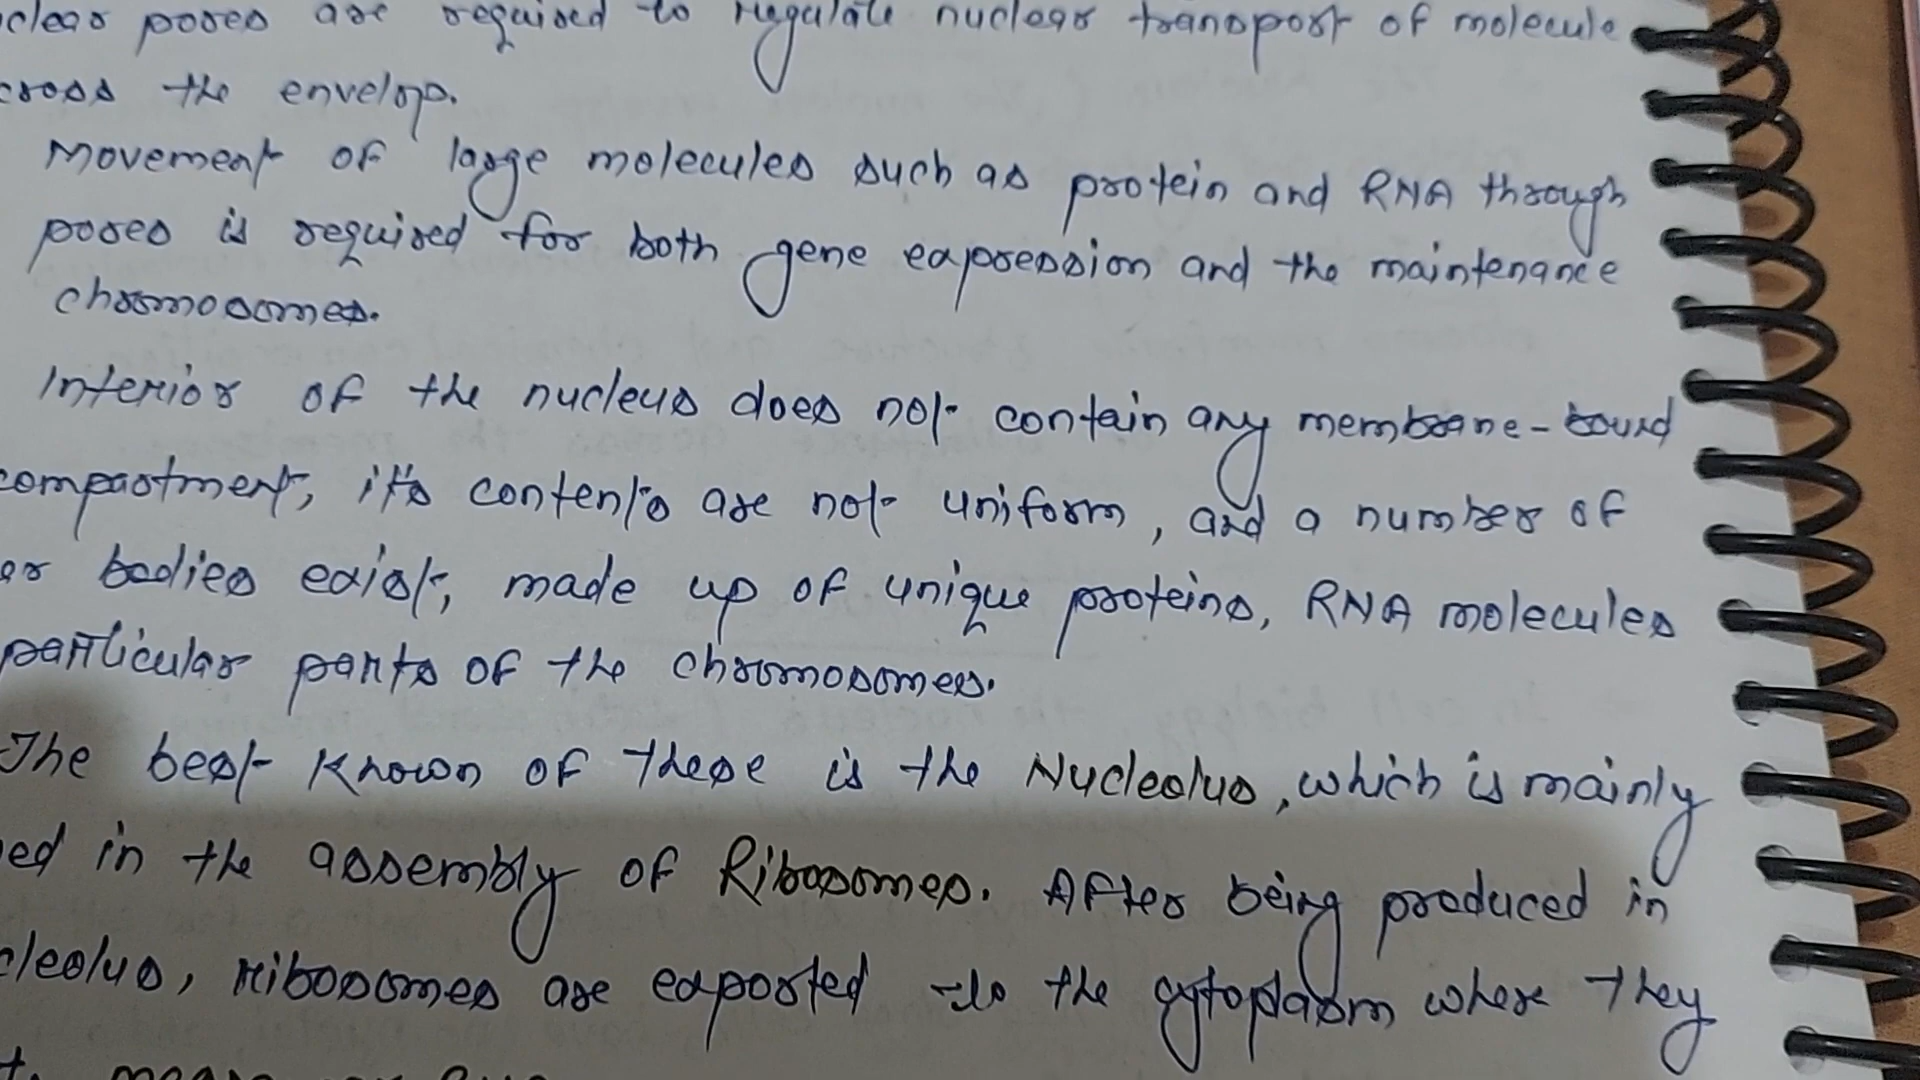 clear pores are required to regulate nuclear transport of molecule
cross the envelop.
Movement of large molecules such as protein and RNA through
pores is required for both gene expression and the maintenance
chromosomes.
Interior of the nucleus does not contain any membrane-bound
compartment, it's contents are not uniform, and a number of
ar bodies exist, made up of unique proteins, RNA molecules
particular parts of the chromosomes.
The best known of these is the Nucleolus, which is mainly
ed in the assembly of Ribosomes. After being produced in
cleolus, ribosomes are exported to the cytoplasm where they